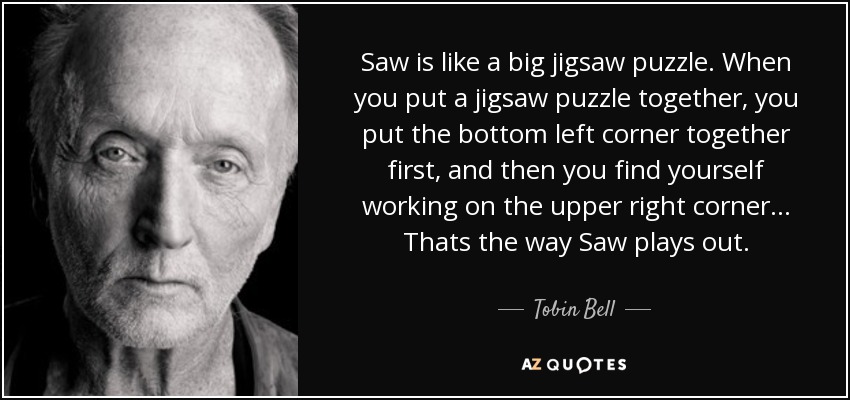 Saw is like a big jigsaw puzzle. When
you put a jigsaw puzzle together, you
put the bottom left corner together
first, and then you find yourself
working on the upper right corner...
Thats the way Saw plays out.
Tobin Bell
AZ QUOTES